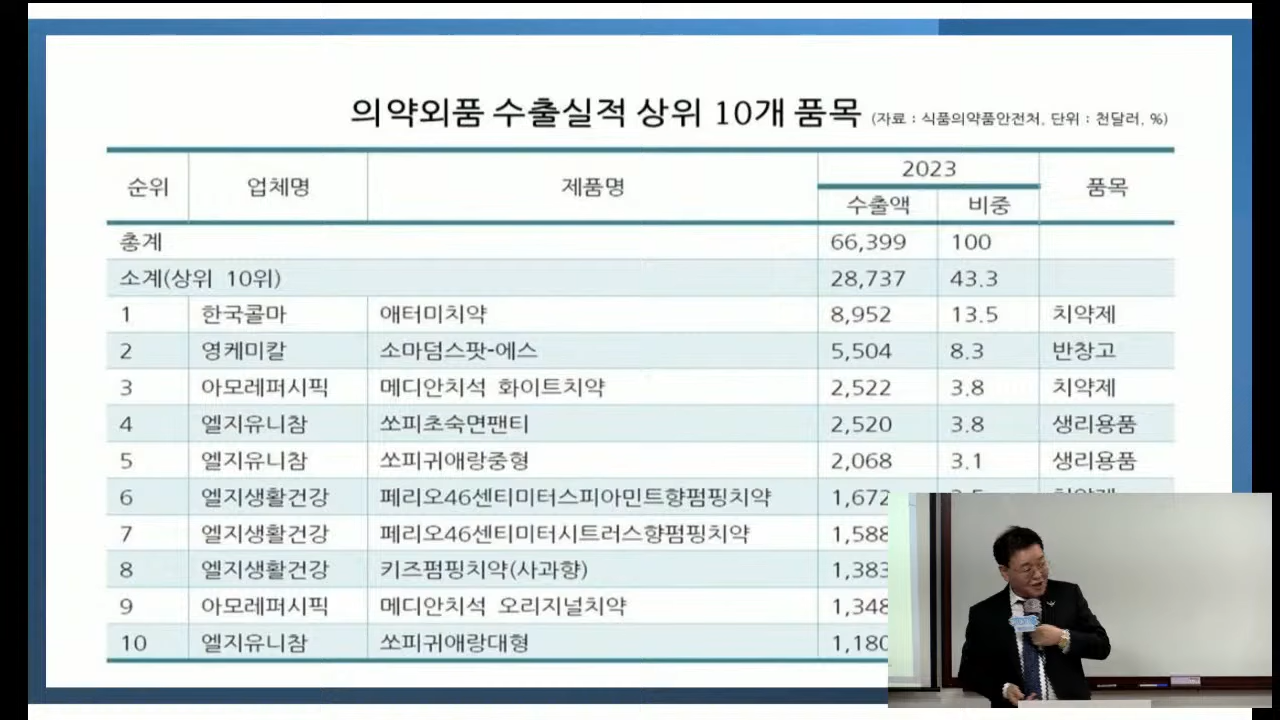 의약외품 수출실적 상위 10개 품목 (자료 : 식품의약품안전처, 단위 : 천달러, %)
순위 업체명 제품명 2023 품목
수출액 비중
총계 66,399 100
소계(상위 10위) 28,737 43.3
1 한국콜마 애터미치약 8,952 13.5 치약제
2 영케미칼 소마덤스팟-에스 5,504 8.3 반창고
3 아모레퍼시픽 메디안치석 화이트치약 2,522 3.8 치약제
4 엘지유니참 쏘피초숙면팬티 2,520 3.8 생리용품
5 엘지유니참 쏘피귀애랑중형 2,068 3.1 생리용품
6 엘지생활건강 페리오46센티미터스피아민트향펌핑치약 1,672
7 엘지생활건강 페리오46센티미터시트러스향펌핑치약 1,588
8 엘지생활건강 키즈펌핑치약(사과향) 1,383
9 아모레퍼시픽 메디안치석 오리지널치약 1,348
10 엘지유니참 쏘피귀애랑대형 1,180